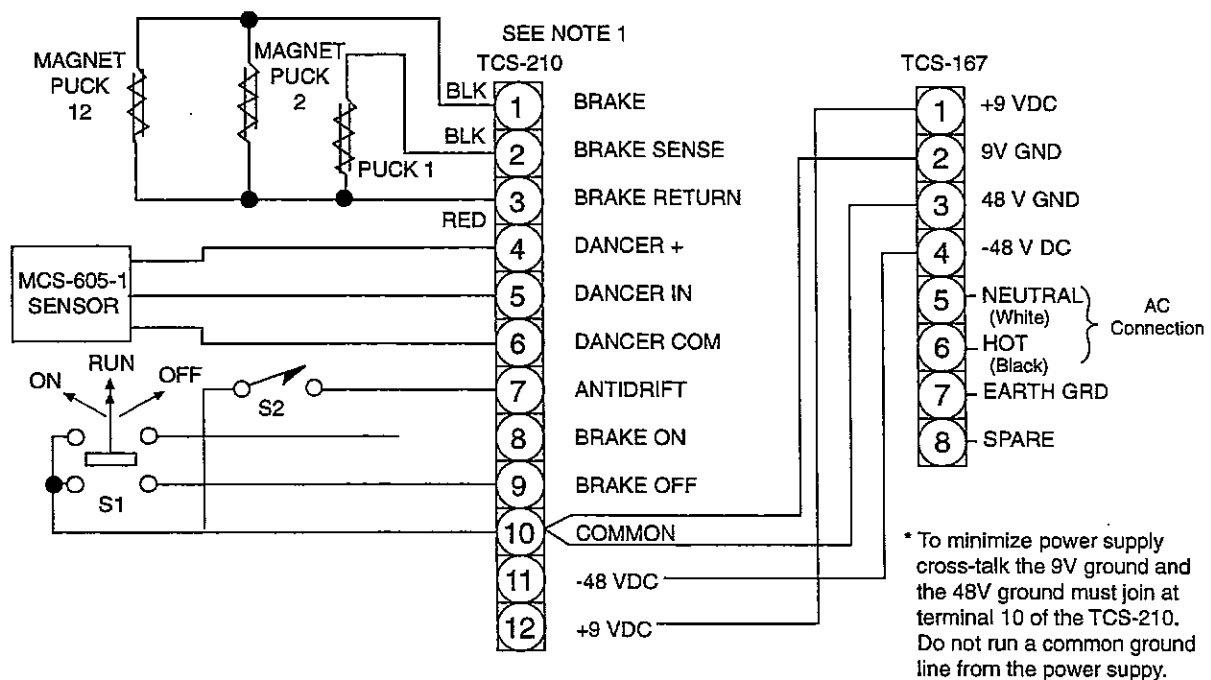 SEE NOTE 1
TCS-210
MAGNET
PUCK
12
MAGNET
PUCK
2
PUCK 1
BLK
BLK
RED
1 BRAKE
2 BRAKE SENSE
3 BRAKE RETURN
4 DANCER +
5 DANCER IN
6 DANCER COM
7 ANTIDRIFT
8 BRAKE ON
9 BRAKE OFF
10 COMMON
11 -48 VDC
12 +9 VDC
MCS-605-1
SENSOR
ON
RUN
OFF
S2
S1
TCS-167
1 +9 VDC
2 9V GND
3 48 V GND
4 -48 V DC
5 NEUTRAL
(White)
6 HOT
(Black)
7 EARTH GRD
8 SPARE
AC
Connection
* To minimize power supply
cross-talk the 9V ground and
the 48V ground must join at
terminal 10 of the TCS-210.
Do not run a common ground
line from the power suppy.